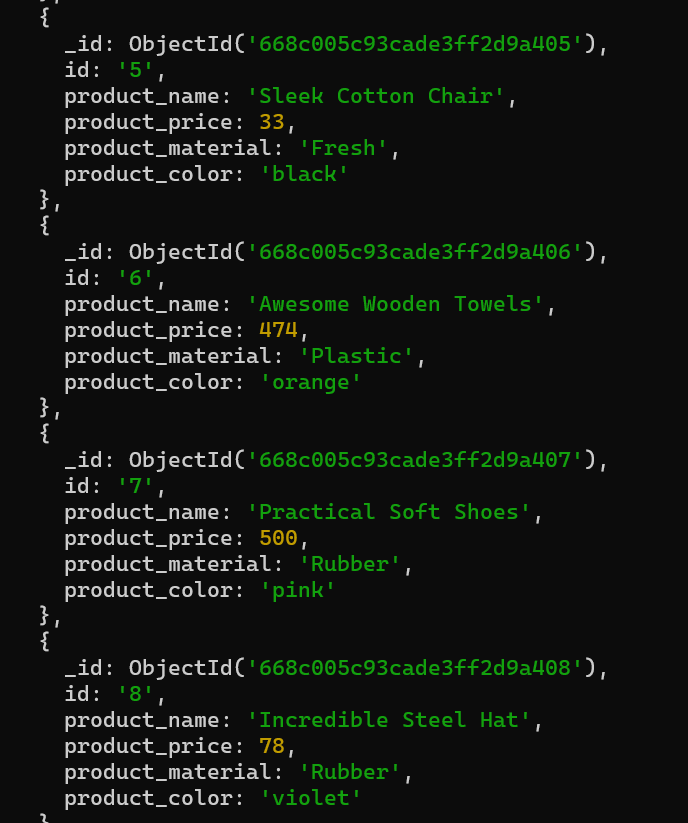 },
{
_id: ObjectId('668c005c93cade3ff2d9a405'),
id: '5',
product_name: 'Sleek Cotton Chair',
product_price: 33,
product_material: 'Fresh',
product_color: 'black'
},
{
_id: ObjectId('668c005c93cade3ff2d9a406'),
id: '6',
product_name: 'Awesome Wooden Towels',
product_price: 474,
product_material: 'Plastic',
product_color: 'orange'
},
{
_id: ObjectId('668c005c93cade3ff2d9a407'),
id: '7',
product_name: 'Practical Soft Shoes',
product_price: 500,
product_material: 'Rubber',
product_color: 'pink'
},
{
_id: ObjectId('668c005c93cade3ff2d9a408'),
id: '8',
product_name: 'Incredible Steel Hat',
product_price: 78,
product_material: 'Rubber',
product_color: 'violet'
}